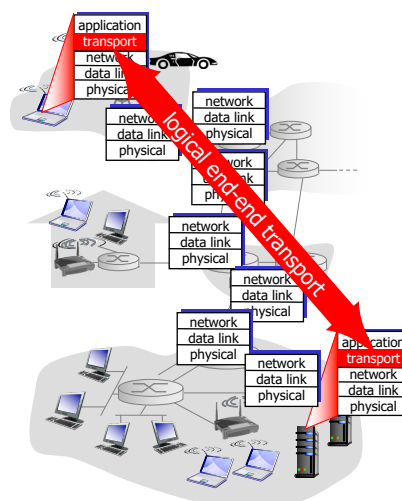 application
transport
network
data link
physical
network
data link
physical
network
data link
physical
network
data link
physical
logical end-end transport
network
data link
physical
network
data link
physical
network
data link
physical
network
data link
physical
application
transport
network
data link
physical